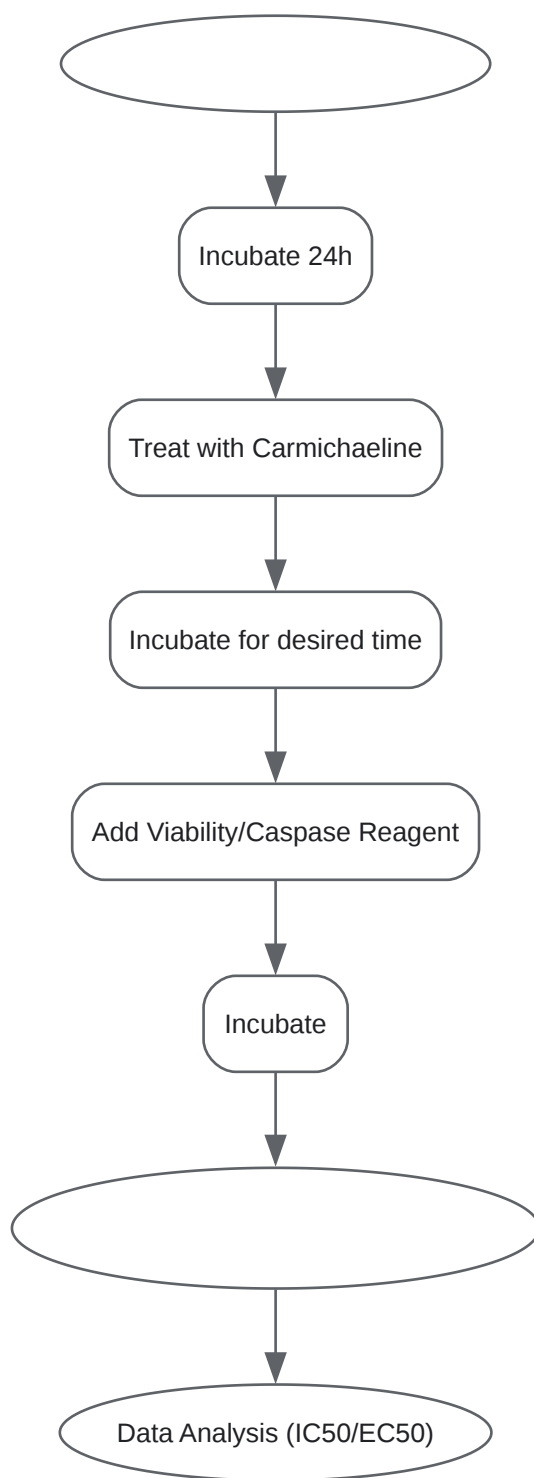 Incubate 24h
Treat with Carmichaeline
Incubate for desired time
Add Viability/Caspase Reagent
Incubate
Data Analysis (IC50/EC50)